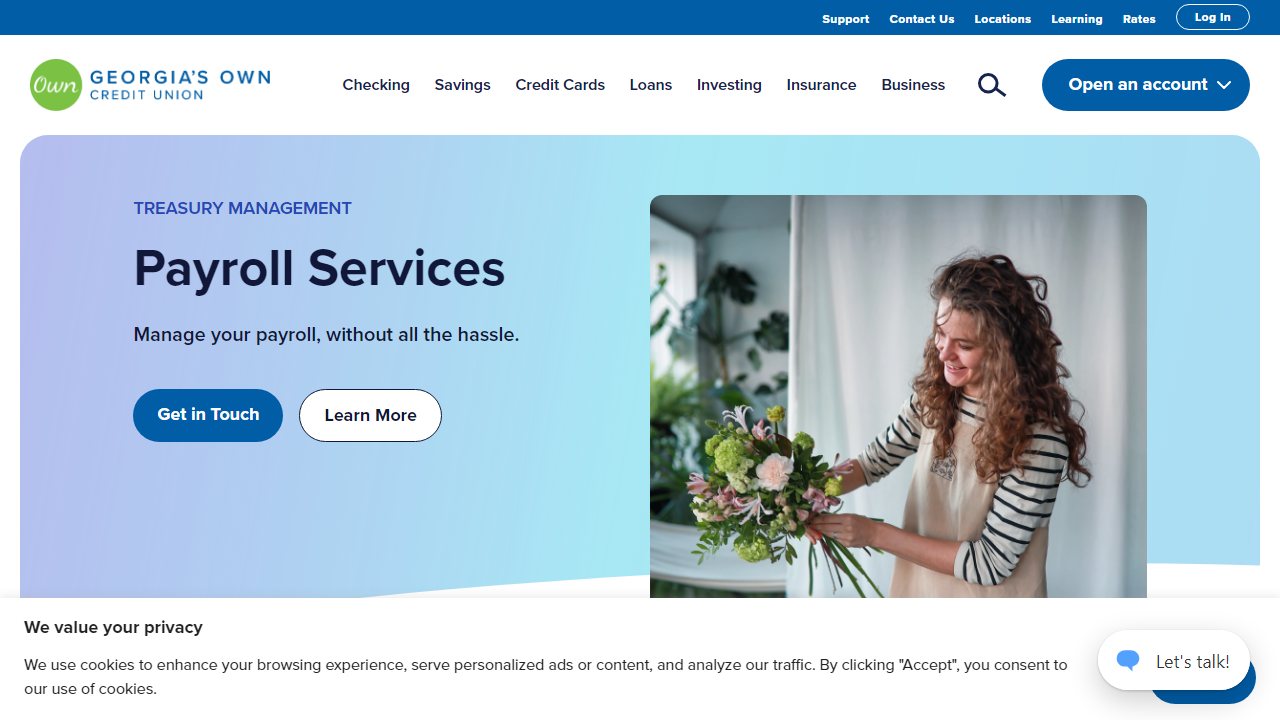 Support Contact Us Locations Learning Rates Log In
Own GEORGIA'S OWN
CREDIT UNION
Checking Savings Credit Cards Loans Investing Insurance Business Open an account
TREASURY MANAGEMENT
Payroll Services
Manage your payroll, without all the hassle.
Get in Touch Learn More
We value your privacy
We use cookies to enhance your browsing experience, serve personalized ads or content, and analyze our traffic. By clicking "Accept", you consent to
our use of cookies.
Let's talk!